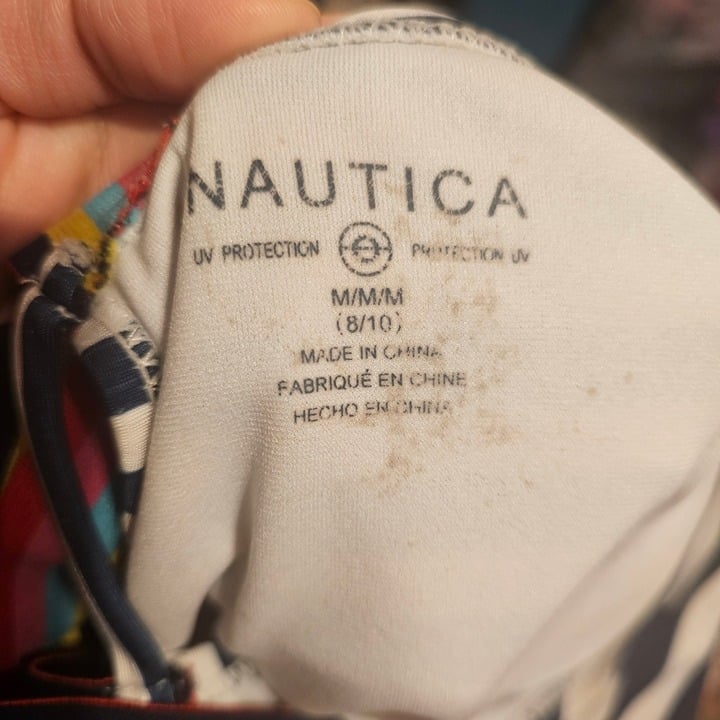 NAUTICA
UV PROTECTION PROTECTION UV
M/M/M
(8/10)
MADE IN CHINA
FABRIQUÉ EN CHINE
HECHO EN CHINA